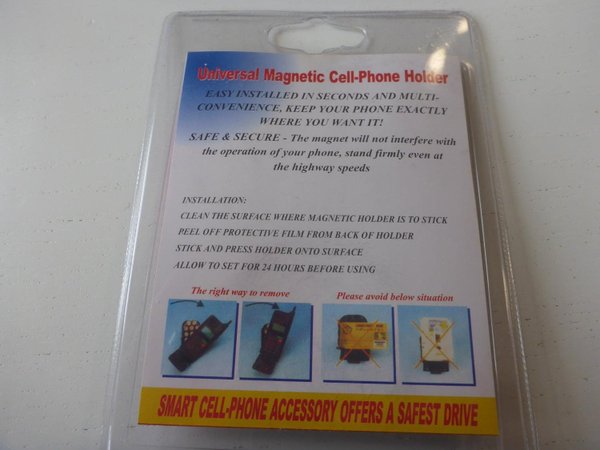 Universal Magnetic Cell-Phone Holder
EASY INSTALLED IN SECONDS AND MULTI-
CONVENIENCE, KEEP YOUR PHONE EXACTLY
WHERE YOU WANT IT!
SAFE & SECURE - The magnet will not interfere with
the operation of your phone, stand firmly even at
the highway speeds
INSTALLATION:
CLEAN THE SURFACE WHERE MAGNETIC HOLDER IS TO STICK
PEEL OFF PROTECTIVE FILM FROM BACK OF HOLDER
STICK AND PRESS HOLDER ONTO SURFACE
ALLOW TO SET FOR 24 HOURS BEFORE USING
The right way to remove
Please avoid below situation
SMART CELL-PHONE ACCESSORY OFFERS A SAFEST DRIVE